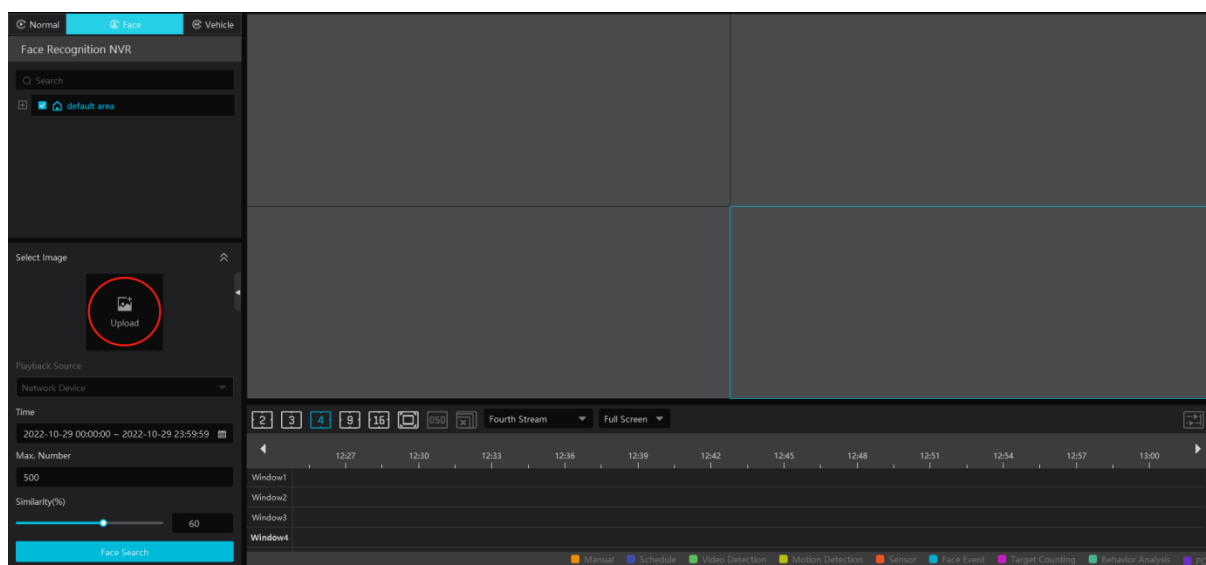 Normal Face Vehicle
Face Recognition NVR
Search
default area
Select Image
Upload
Playback Source
Network Device
Time
2022-10-29 00:00:00 ~ 2022-10-29 23:59:59
Max. Number
500
Similarity(%)
60
Face Search
2 3 4 9 16 OSD Fourth Stream Full Screen
12:27 12:30 12:33 12:36 12:39 12:42 12:45 12:48 12:51 12:54 12:57 13:00
Window1
Window2
Window3
Window4
Manual Schedule Video Detection Motion Detection Sensor Face Event Target Counting Behavior Analysis